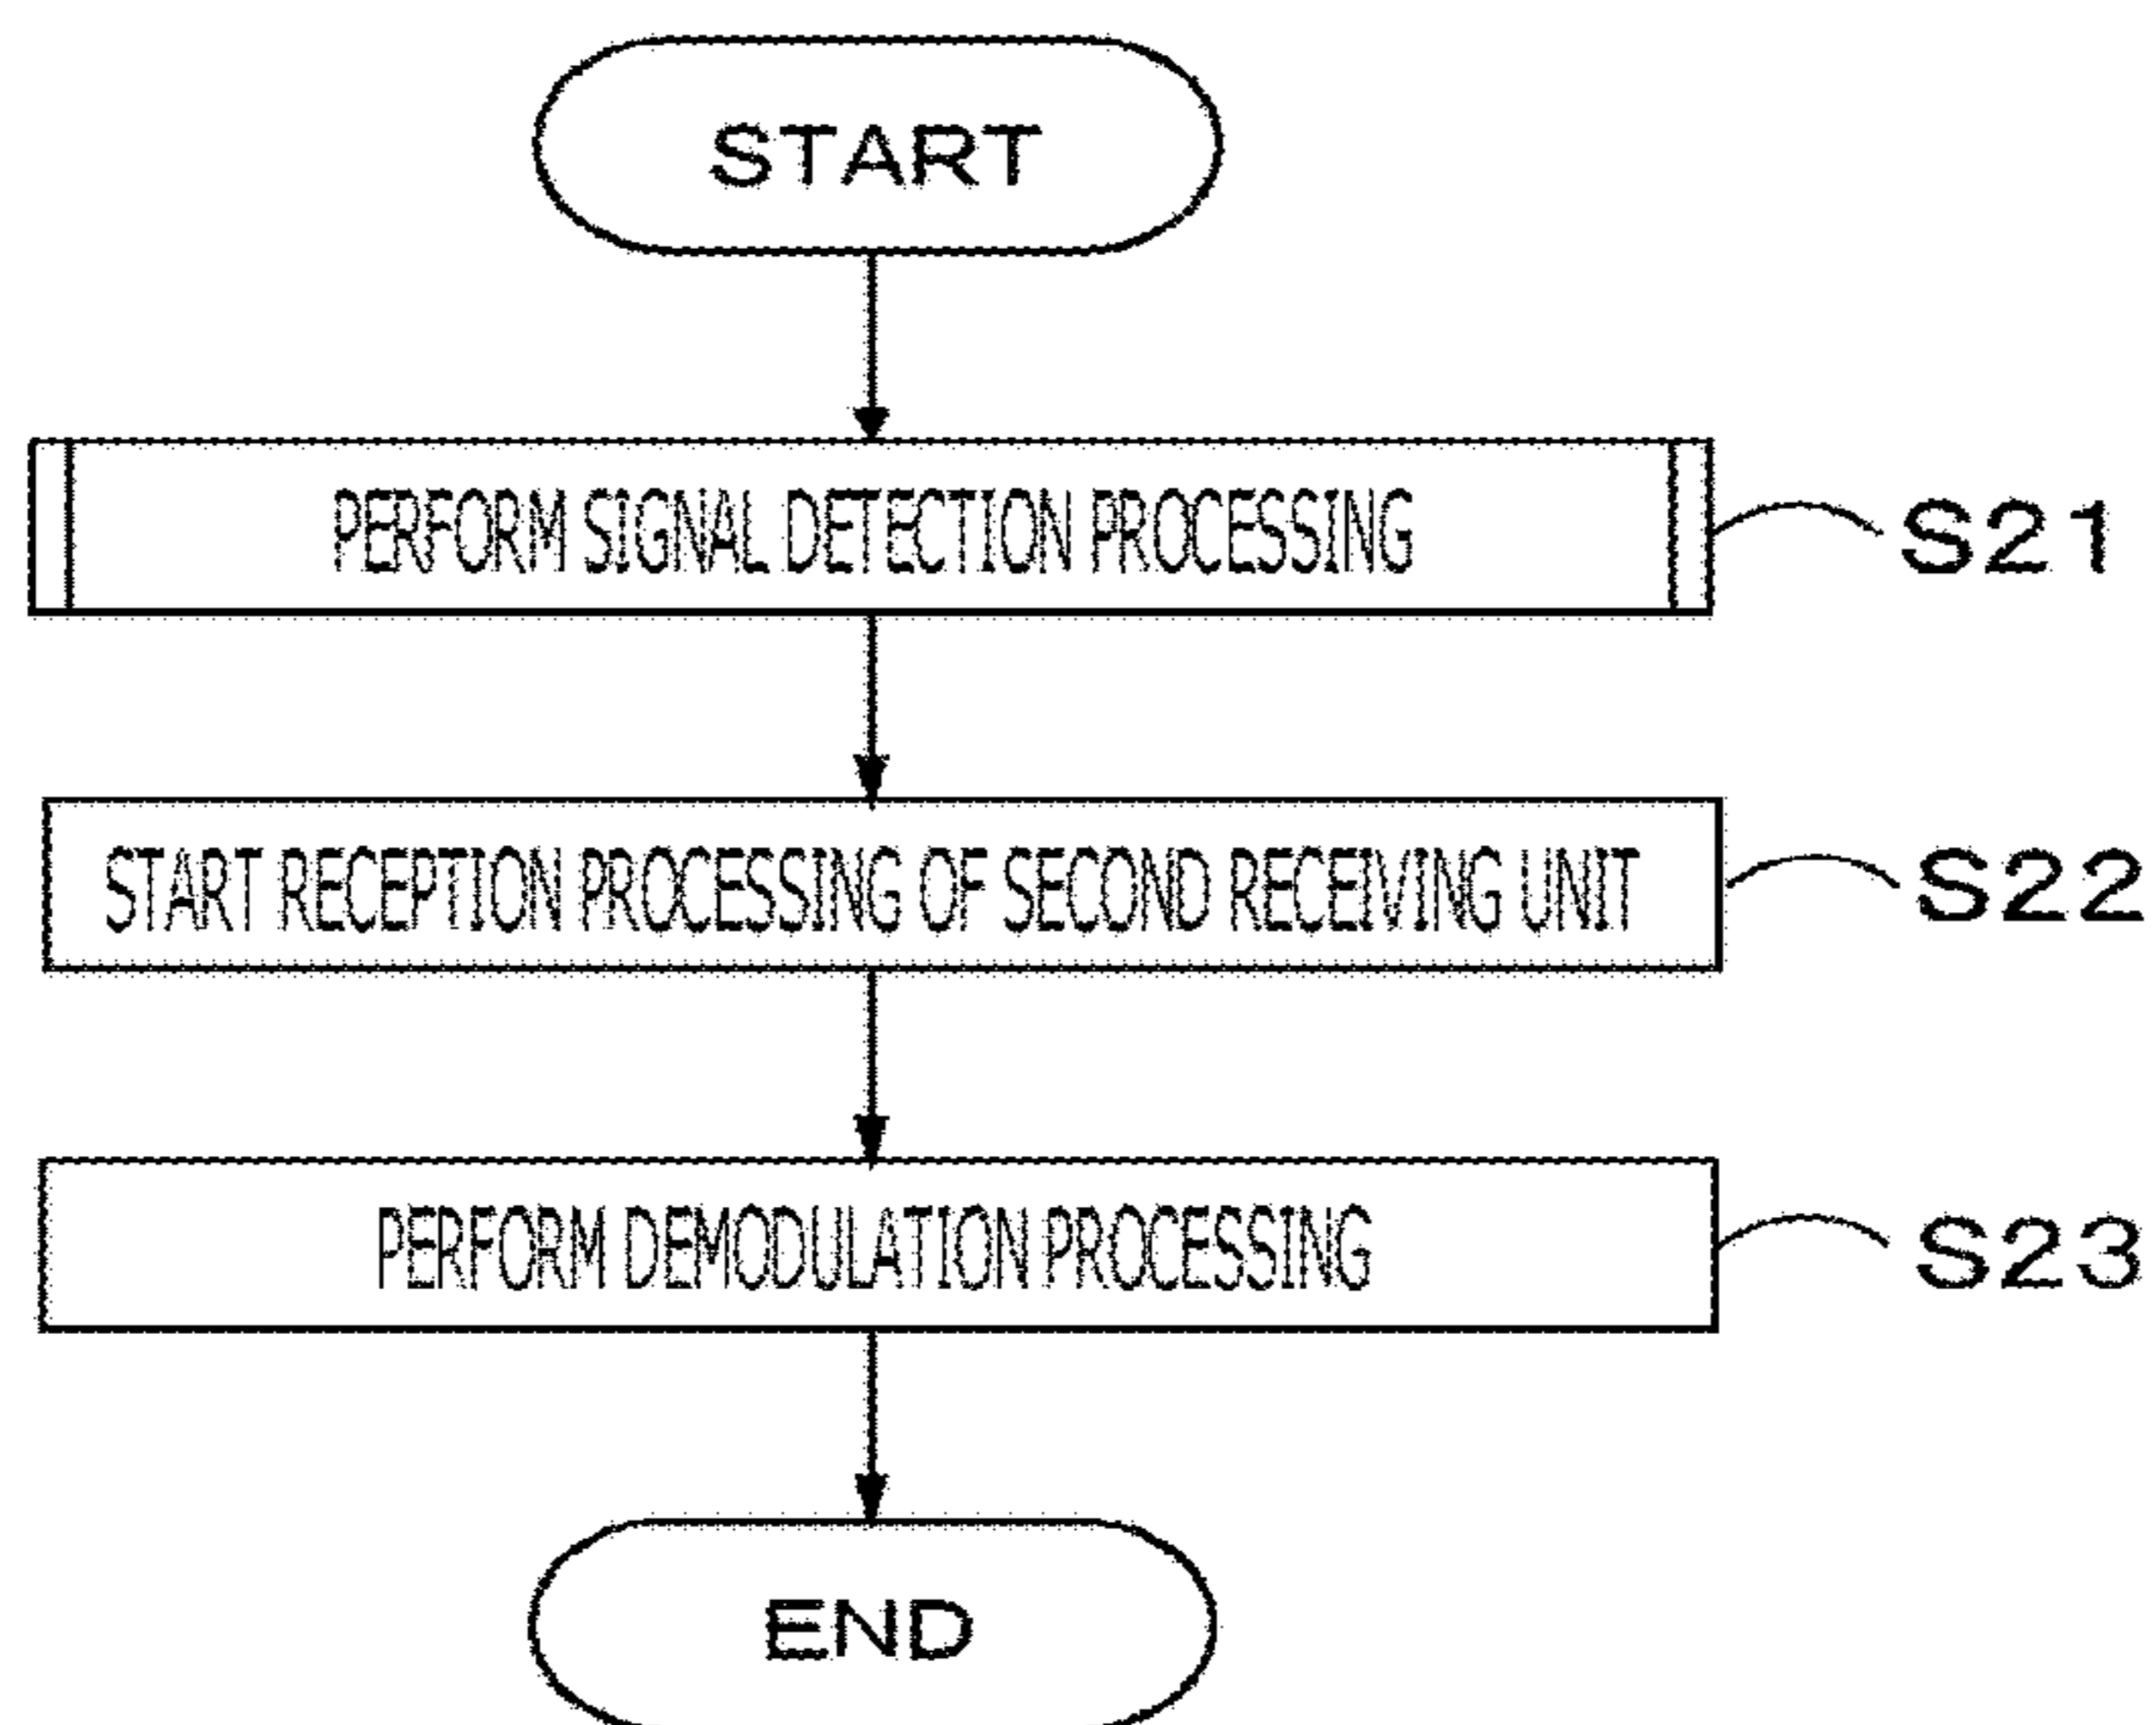 START
PERFORM SIGNAL DETECTION PROCESSING
S21
START RECEPTION PROCESSING OF SECOND RECEIVING UNIT
S22
PERFORM DEMODULATION PROCESSING
S23
END